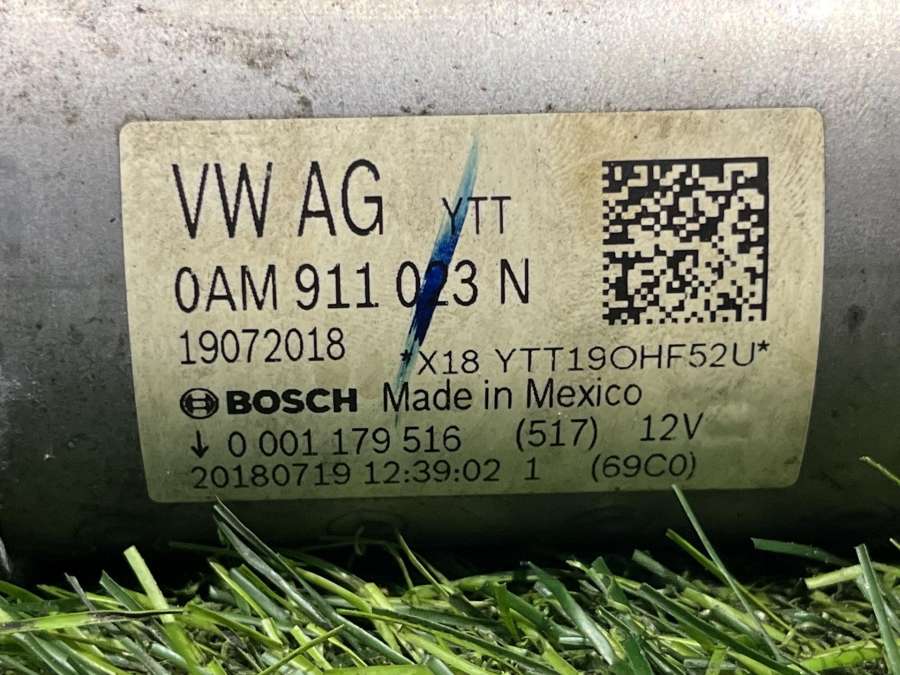 VW AG YTT
0AM 911 023 N
19072018
*X18 YTT19OHF52U*
BOSCH Made in Mexico
↓ 0 001 179 516 (517) 12V
20180719 12:39:02 1 (69C0)